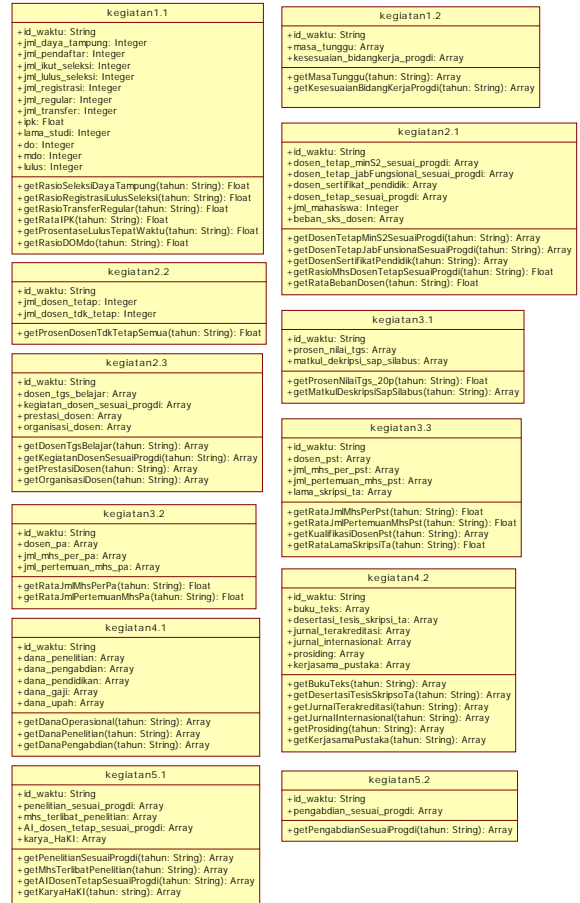 kegiatan1.1
+id_waktu: String
+jml_daya_tampung: Integer
+jml_pendaftar: Integer
+jml_ikut_seleksi: Integer
+jml_lulus_seleksi: Integer
+jml_registrasi: Integer
+jml_regular: Integer
+jml_transfer: Integer
+ipk: Float
+lama_studi: Integer
+do: Integer
+mdo: Integer
+lulus: Integer
+getRasioSeleksiDayaTampung(tahun: String): Float
+getRasioRegistrasiLulusSeleksi(tahun: String): Float
+getRasioTransferRegular(tahun: String): Float
+getRataIPK(tahun: String): Float
+getProsentaseLulusTepatWaktu(tahun: String): Float
+getRasioDOMdo(tahun: String): Float
kegiatan1.2
+id_waktu: String
+masa_tunggu: Array
+kesesuaian_bidangkerja_progdi: Array
+getMasaTunggu(tahun: String): Array
+getKesesuaianBidangKerjaProgdi(tahun: String): Array
kegiatan2.1
+id_waktu: String
+dosen_tetap_minS2_sesuai_progdi: Array
+dosen_tetap_jabFungsional_sesuai_progdi: Array
+dosen_sertifikat_pendidik: Array
+dosen_tetap_sesuai_progdi: Array
+jml_mahasiswa: Integer
+beban_sks_dosen: Array
+getDosenTetapMinS2SesuaiProgdi(tahun: String): Array
+getDosenTetapJabFunsionalSesuaiProgdi(tahun: String): Array
+getDosenSertifikatPendidik(tahun: String): Array
+getRasioMhsDosenTetapSesuaiProgdi(tahun: String): Float
+getRataBebanDosen(tahun: String): Float
kegiatan2.2
+id_waktu: String
+jml_dosen_tetap: Integer
+jml_dosen_tdk_tetap: Integer
+getProsenDosenTdkTetapSemua(tahun: String): Float
kegiatan3.1
+id_waktu: String
+prosen_nilai_tgs: Array
+matkul_dekripsi_sap_silabus: Array
+getProsenNilaiTgs_20p(tahun: String): Float
+getMatkulDeskripsiSapSilabus(tahun: String): Array
kegiatan2.3
+id_waktu: String
+dosen_tgs_belajar: Array
+kegiatan_dosen_sesuai_progdi: Array
+prestasi_dosen: Array
+organisasi_dosen: Array
+getDosenTgsBelajar(tahun: String): Array
+getKegiatanDosenSesuaiProgdi(tahun: String): Array
+getPrestasiDosen(tahun: String): Array
+getOrganisasiDosen(tahun: String): Array
kegiatan3.3
+id_waktu: String
+dosen_pst: Array
+jml_mhs_per_pst: Array
+jml_pertemuan_mhs_pst: Array
+lama_skripsi_ta: Array
+getRataJmlMhsPerPst(tahun: String): Float
+getRataJmlPertemuanMhsPst(tahun: String): Float
+getKualifikasiDosenPst(tahun: String): Array
+getRataLamaSkripsiTa(tahun: String): Float
kegiatan3.2
+id_waktu: String
+dosen_pa: Array
+jml_mhs_per_pa: Array
+jml_pertemuan_mhs_pa: Array
+getRataJmlMhsPerPa(tahun: String): Float
+getRataJmlPertemuanMhsPa(tahun: String): Float
kegiatan4.2
+id_waktu: String
+buku_teks: Array
+desertasi_tesis_skripsi_ta: Array
+jurnal_terakreditasi: Array
+jurnal_internasional: Array
+prosiding: Array
+kerjasama_pustaka: Array
+getBukuTeks(tahun: String): Array
+getDesertasiTesisSkripsoTa(tahun: String): Array
+getJurnalTerakreditasi(tahun: String): Array
+getJurnalInternasional(tahun: String): Array
+getProsiding(tahun: String): Array
+getKerjasamaPustaka(tahun: String): Array
kegiatan4.1
+id_waktu: String
+dana_penelitian: Array
+dana_pengabdian: Array
+dana_pendidikan: Array
+dana_gaji: Array
+dana_upah: Array
+getDanaOperasional(tahun: String): Array
+getDanaPenelitian(tahun: String): Array
+getDanaPengabdian(tahun: String): Array
kegiatan5.1
+id_waktu: String
+penelitian_sesuai_progdi: Array
+mhs_terlibat_penelitian: Array
+AI_dosen_tetap_sesuai_progdi: Array
+karya_HaKI: Array
+getPenelitianSesuaiProgdi(tahun: String): Array
+getMhsTerlibatPenelitian(tahun: String): Array
+getAIDosenTetapSesuaiProgdi(tahun: String): Array
+getKaryaHaKI(tahun: string): Array
kegiatan5.2
+id_waktu: String
+pengabdian_sesuai_progdi: Array
+getPengabdianSesuaiProgdi(tahun: String): Array